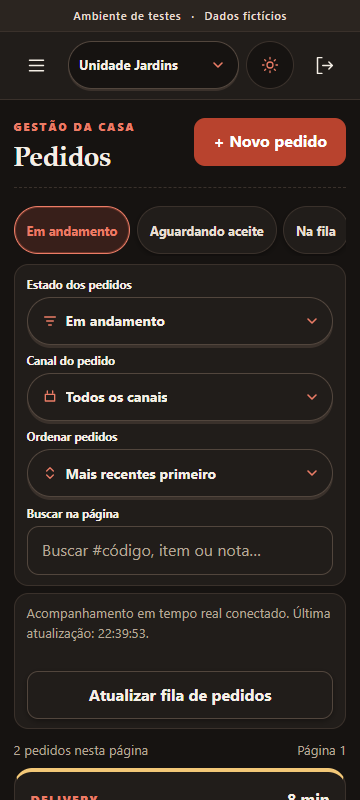 Ambiente de testes · Dados fictícios
Unidade Jardins
GESTÃO DA CASA
Pedidos
+ Novo pedido
Em andamento
Aguardando aceite
Na fila
Estado dos pedidos
Em andamento
Canal do pedido
Todos os canais
Ordenar pedidos
Mais recentes primeiro
Buscar na página
Buscar #código, item ou nota...
Acompanhamento em tempo real conectado. Última
atualização: 22:39:53.
Atualizar fila de pedidos
2 pedidos nesta página
Página 1
DELIVERY
8 min